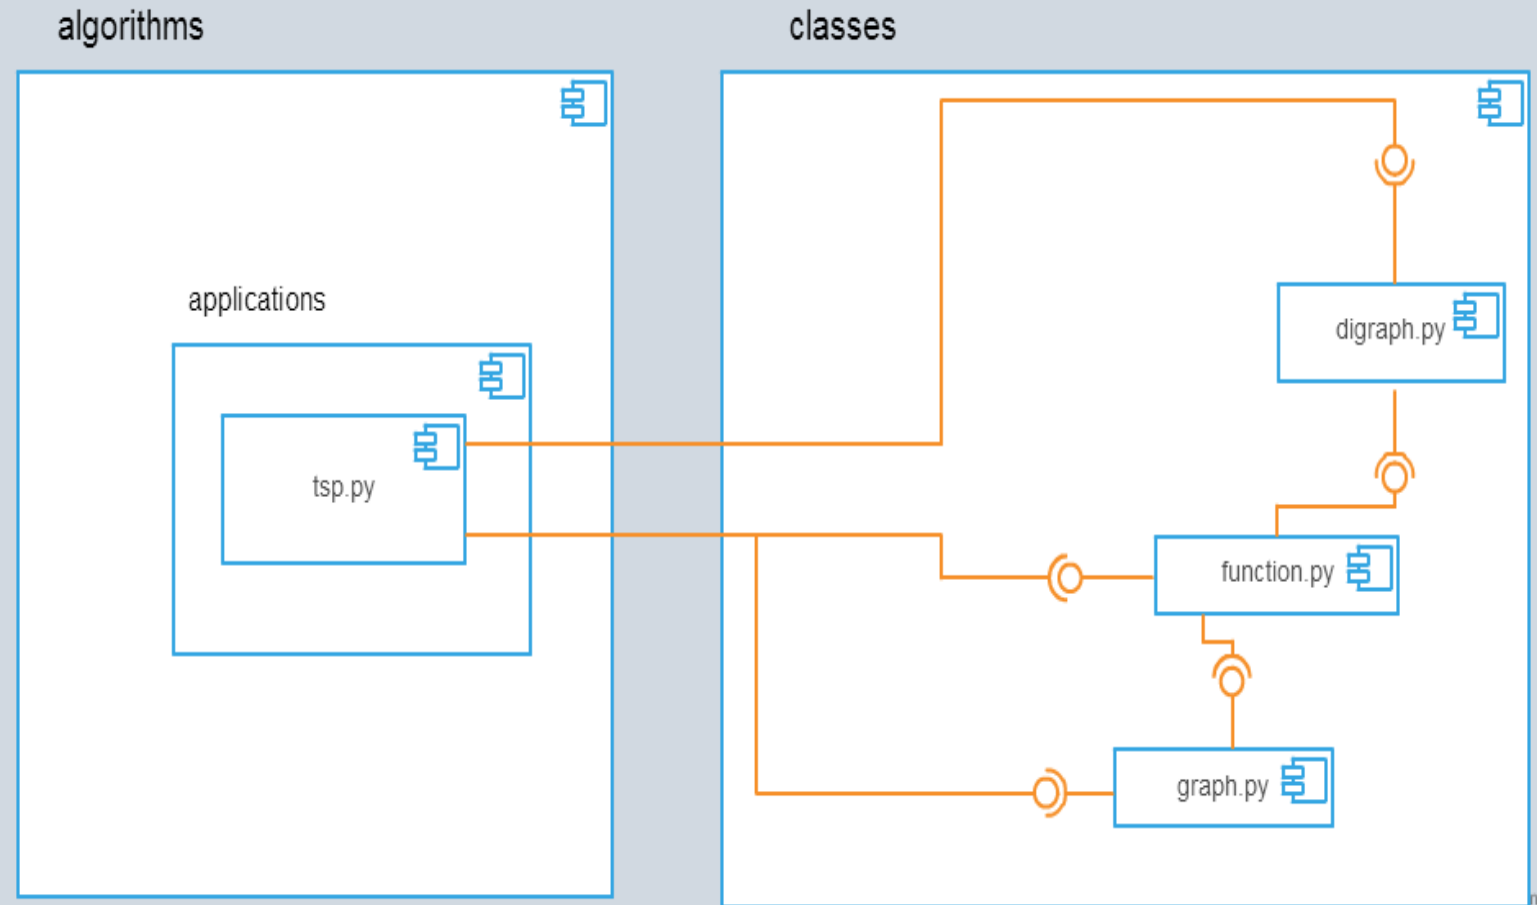 algorithms
classes
applications
tsp.py
digraph.py
function.py
graph.py